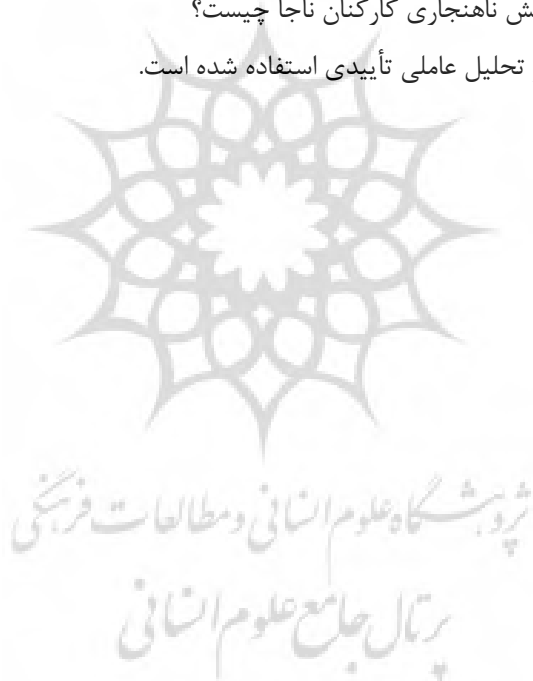 ش ناهنجاری کارکنان ناجا چیست؟
تحلیل عاملی تأییدی استفاده شده است.
پژوهشگاه علوم انسانی و مطالعات فرهنگی
پرتال جامع علوم انسانی